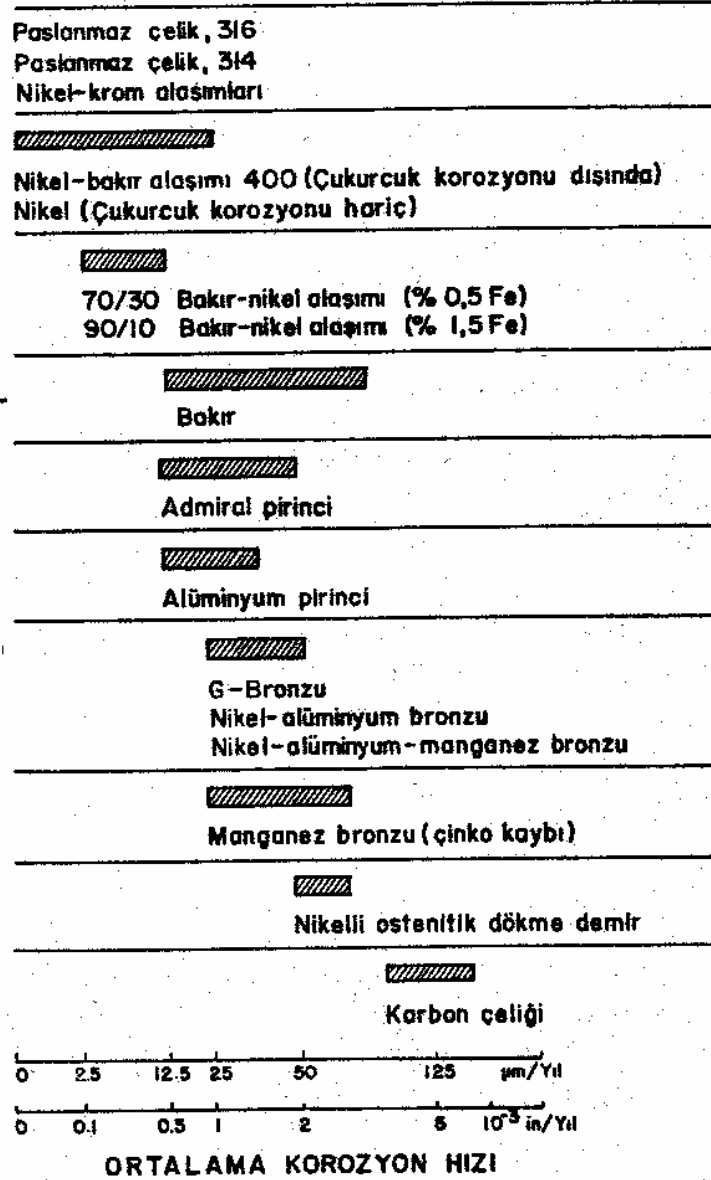 Paslanmaz çelik, 316
Paslanmaz çelik, 314
Nikel-krom alaşımları
Nikel-bakır alaşımı 400 (Çukurcuk korozyonu dışında)
Nikel (Çukurcuk korozyonu hariç)
70/30 Bakır-nikel alaşımı (% 0,5 Fe)
90/10 Bakır-nikel alaşımı (% 1,5 Fe)
Bakır
Admiral pirinci
Alüminyum pirinci
G-Bronzu
Nikel-alüminyum bronzu
Nikel-alüminyum-manganez bronzu
Manganez bronzu (çinko kaybı)
Nikelli ostenitik dökme demir
Karbon çeliği
0 2.5 12.5 25 50 125 µm/Yıl
0 0.1 0.5 1 2 5 10⁻³ in/Yıl
ORTALAMA KOROZYON HIZI